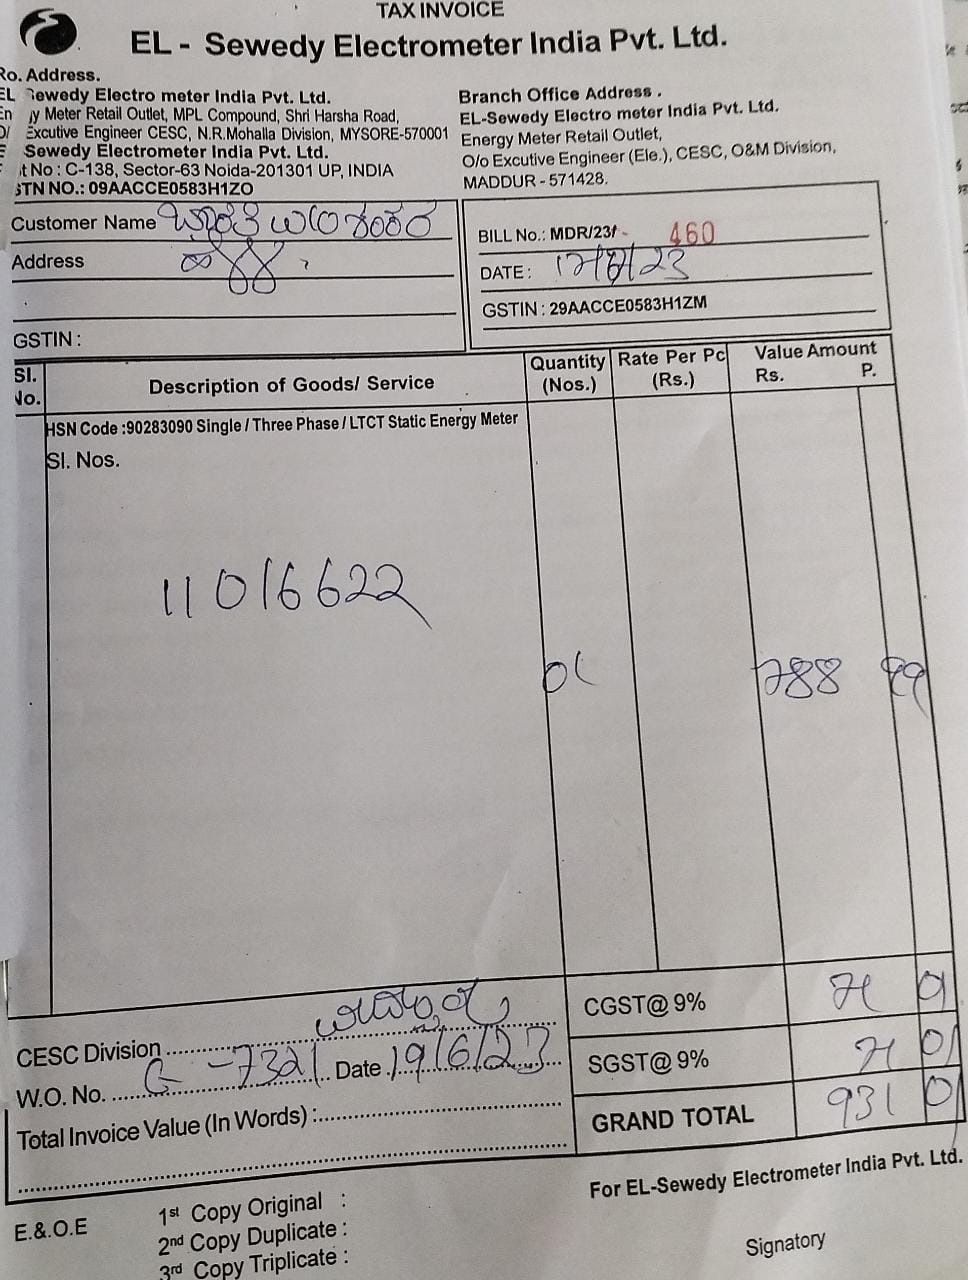 TAX INVOICE
EL - Sewedy Electrometer India Pvt. Ltd.
Ro. Address.
EL Sewedy Electro meter India Pvt. Ltd.
En y Meter Retail Outlet, MPL Compound, Shri Harsha Road,
O/ Excutive Engineer CESC, N.R.Mohalla Division, MYSORE-570001
E Sewedy Electrometer India Pvt. Ltd.
t No : C-138, Sector-63 Noida-201301 UP, INDIA
STN NO.: 09AACCE0583H1ZO
Branch Office Address .
EL-Sewedy Electro meter India Pvt. Ltd.
Energy Meter Retail Outlet,
O/o Excutive Engineer (Ele.), CESC, O&M Division,
MADDUR - 571428.
Customer Name
Address
GSTIN :
BILL No.: MDR/23 - 460
DATE : 23
GSTIN : 29AACCE0583H1ZM
Sl. No.
Description of Goods/ Service
Quantity (Nos.)
Rate Per Pc (Rs.)
Value Amount
Rs. P.
HSN Code :90283090 Single / Three Phase / LTCT Static Energy Meter
Sl. Nos.
11016622
01 788 99
CGST@ 9% 71 01
SGST@ 9% 71 01
GRAND TOTAL 931 01
CESC Division
W.O. No. G - 7321 Date 19/6/23
Total Invoice Value (In Words) :
For EL-Sewedy Electrometer India Pvt. Ltd.
E.&.O.E
1st Copy Original :
2nd Copy Duplicate :
3rd Copy Triplicate :
Signatory